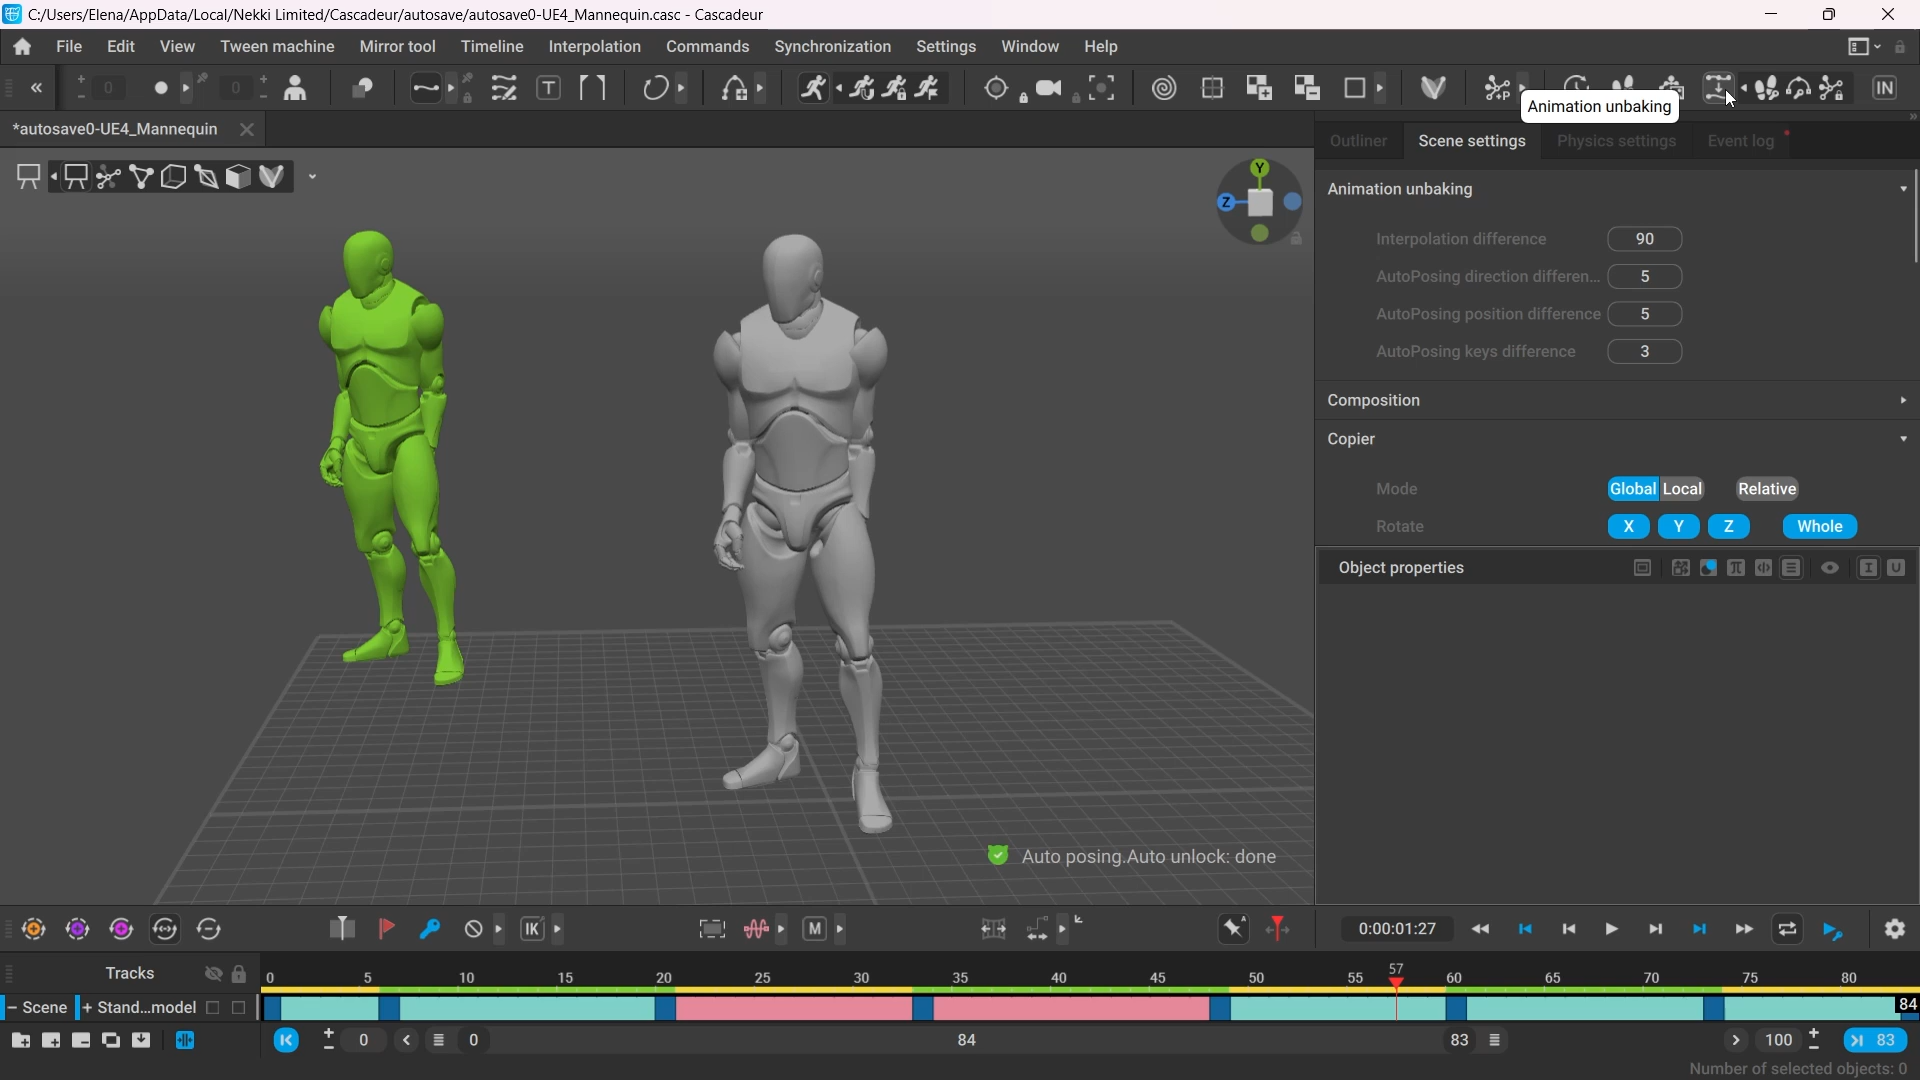 C:/Users/Elena/AppData/Local/Nekki Limited/Cascadeur/autosave/autosave0-UE4_Mannequin.casc - Cascadeur
File Edit View Tween machine Mirror tool Timeline Interpolation Commands Synchronization Settings Window Help
0 0 T P IN
Animation unbaking
*autosave0-UE4_Mannequin
Outliner Scene settings Physics settings Event log
Y
Z
Animation unbaking
Interpolation difference 90
AutoPosing direction differen... 5
AutoPosing position difference 5
AutoPosing keys difference 3
Composition
Copier
Mode Global Local Relative
Rotate X Y Z Whole
Object properties
Auto posing.Auto unlock: done
IK M A 0:00:01:27
Tracks 0 5 10 15 20 25 30 35 40 45 50 55 57 60 65 70 75 80
Scene + Stand...model 84
0 0 84 83 100 83
Number of selected objects: 0